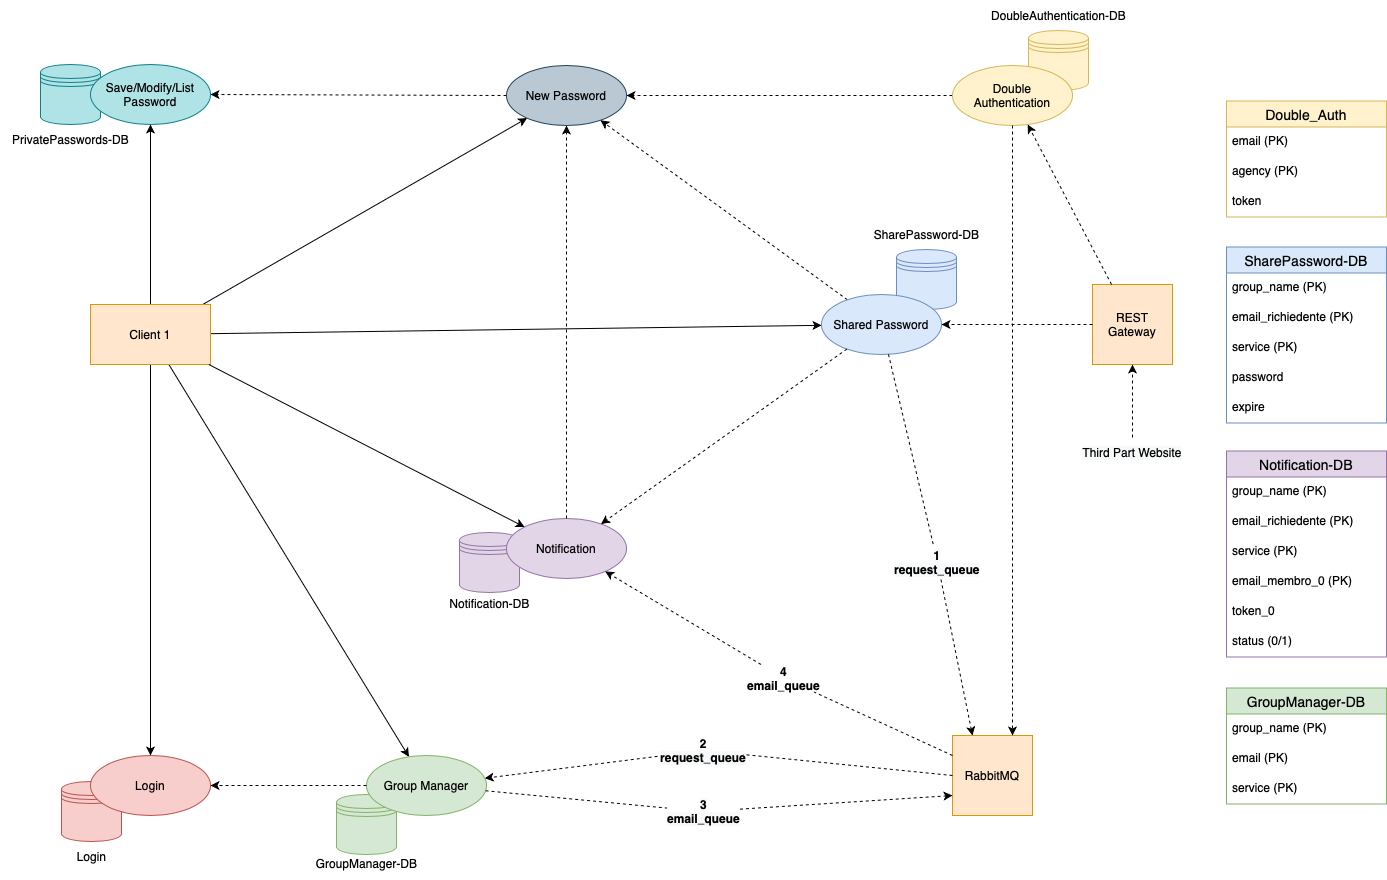 DoubleAuthentication-DB
Save/Modify/List
Password
New Password
Double
Authentication
PrivatePasswords-DB
Double_Auth
email (PK)
agency (PK)
token
SharePassword-DB
SharePassword-DB
group_name (PK)
email_richiedente (PK)
service (PK)
password
expire
Client 1
Shared Password
REST
Gateway
Third Part Website
Notification-DB
group_name (PK)
email_richiedente (PK)
service (PK)
email_membro_0 (PK)
token_0
status (0/1)
Notification
Notification-DB
1
request_queue
4
email_queue
GroupManager-DB
group_name (PK)
email (PK)
service (PK)
2
request_queue
RabbitMQ
3
email_queue
Login
Group Manager
Login
GroupManager-DB